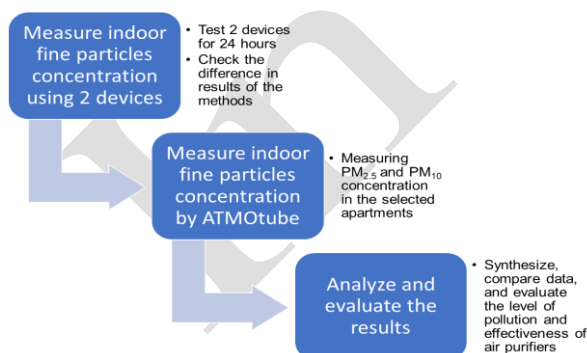 Measure indoor
fine particles
concentration
using 2 devices
• Test 2 devices
for 24 hours
• Check the
difference in
results of the
methods
Measure indoor
fine particles
concentration
by ATMOtube
• Measuring
PM2.5 and PM10
concentration
in the selected
apartments
Analyze and
evaluate the
results
• Synthesize,
compare data,
and evaluate
the level of
pollution and
effectiveness of
air purifiers